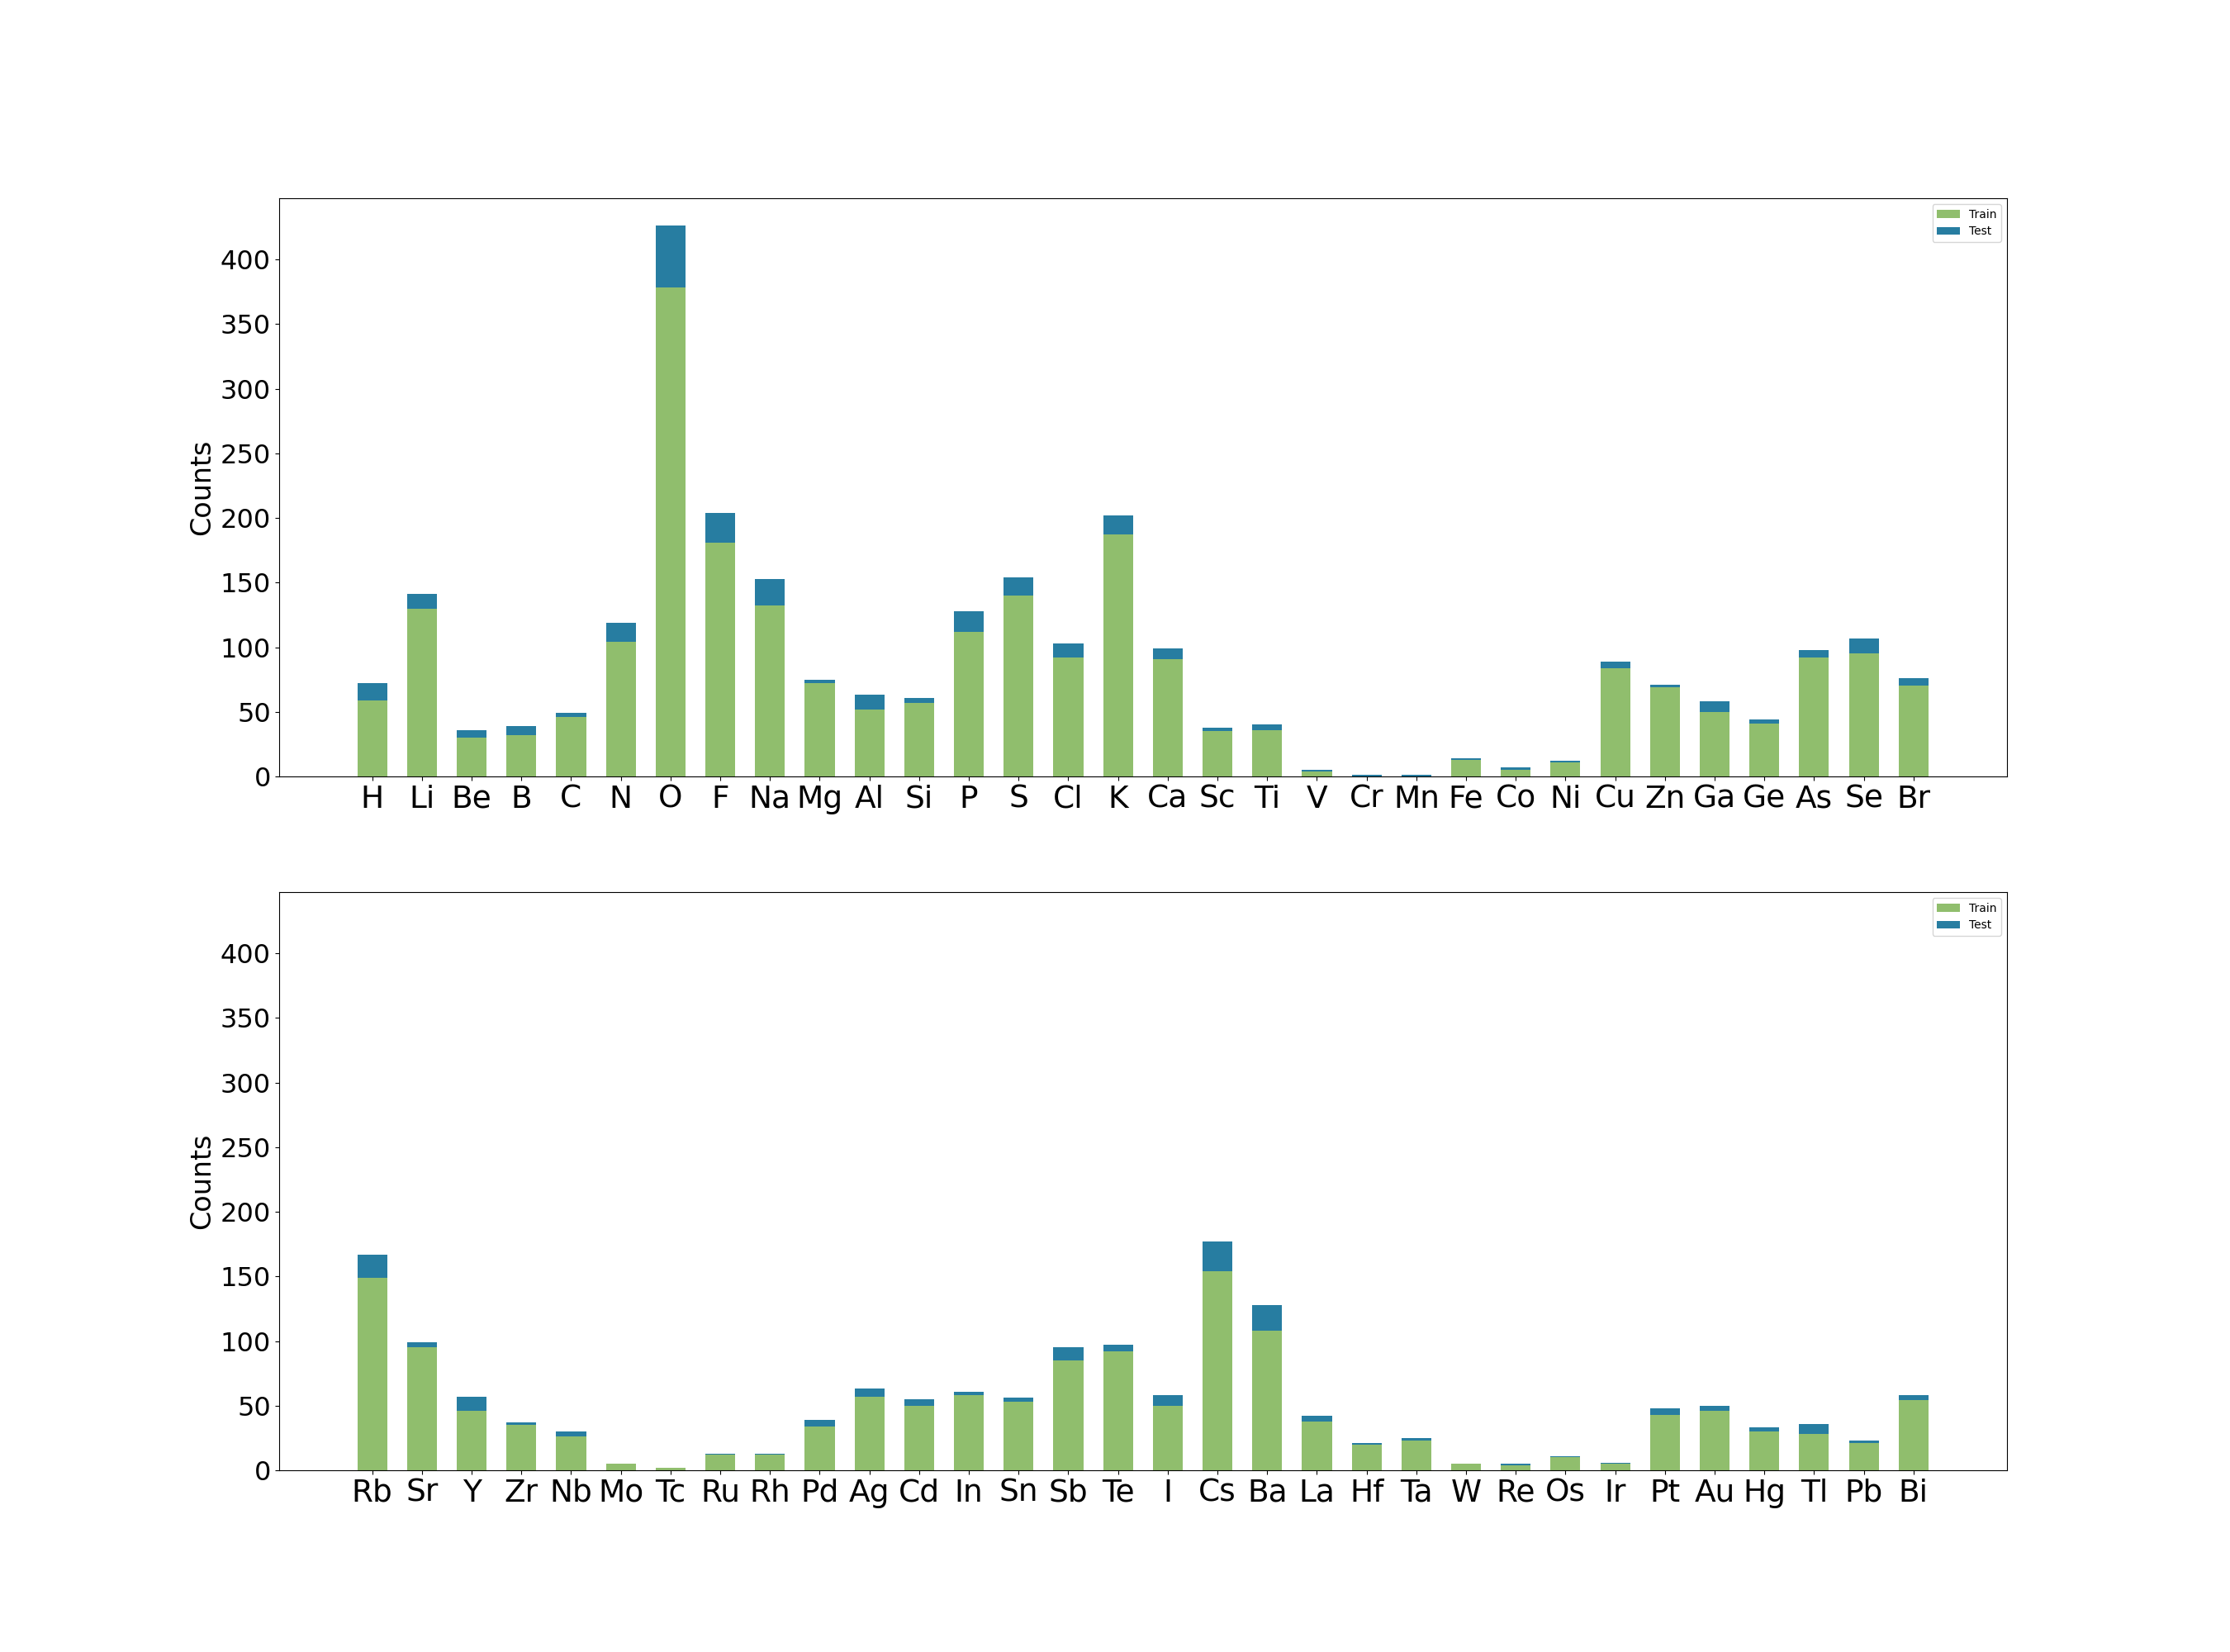 Train
Test
400
350
300
250
200
150
100
50
0
Counts
H Li Be B C N O F Na Mg Al Si P S Cl K Ca Sc Ti V Cr Mn Fe Co Ni Cu Zn Ga Ge As Se Br
Train
Test
400
350
300
250
200
150
100
50
0
Counts
Rb Sr Y Zr Nb Mo Tc Ru Rh Pd Ag Cd In Sn Sb Te I Cs Ba La Hf Ta W Re Os Ir Pt Au Hg Tl Pb Bi